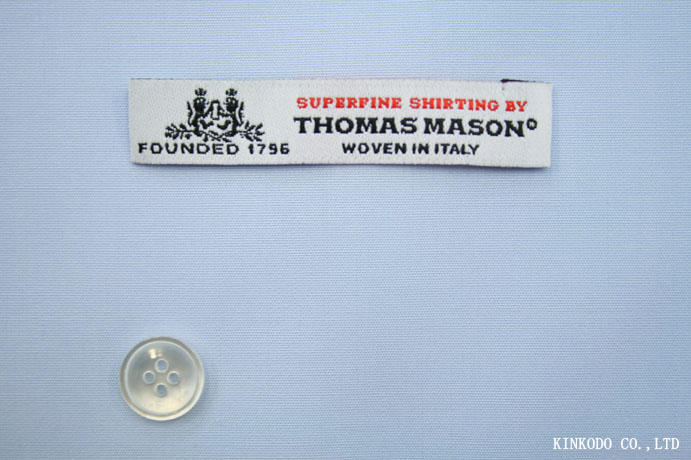 SUPERFINE SHIRTING BY
THOMAS MASON®
FOUNDED 1796
WOVEN IN ITALY
KINKODO CO.,LTD